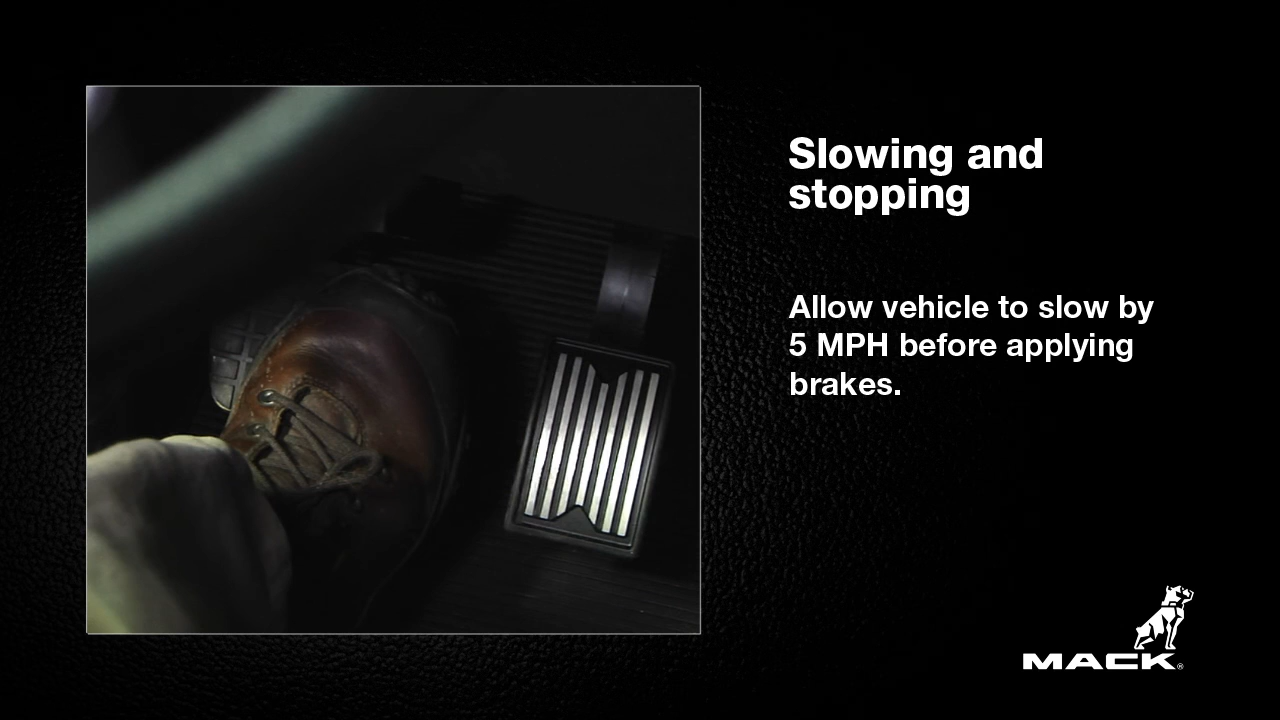 Slowing and
stopping
Allow vehicle to slow by
5 MPH before applying
brakes.
MACK®